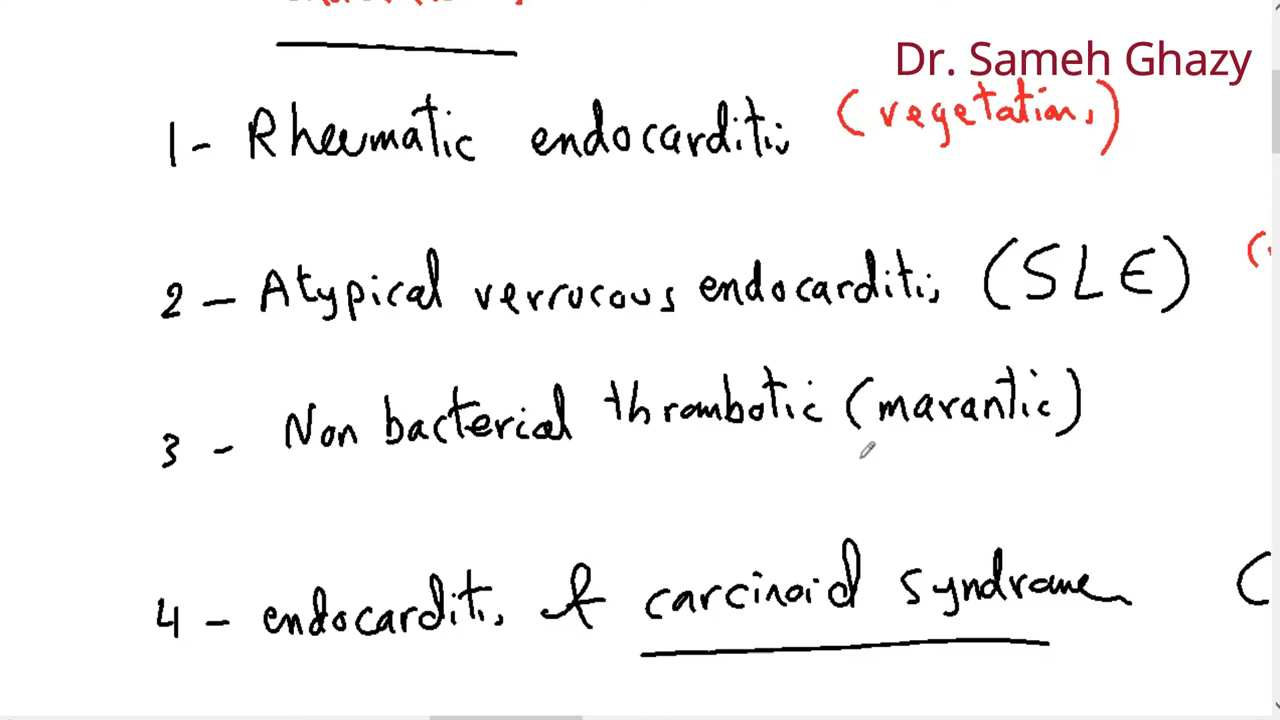 Dr. Sameh Ghazy
1- Rheumatic endocarditis (vegetations)
2 - Atypical verrucous endocarditis (SLE) (
3 - Non bacterial thrombotic (marantic)
4 - endocarditis of carcinoid syndrome (